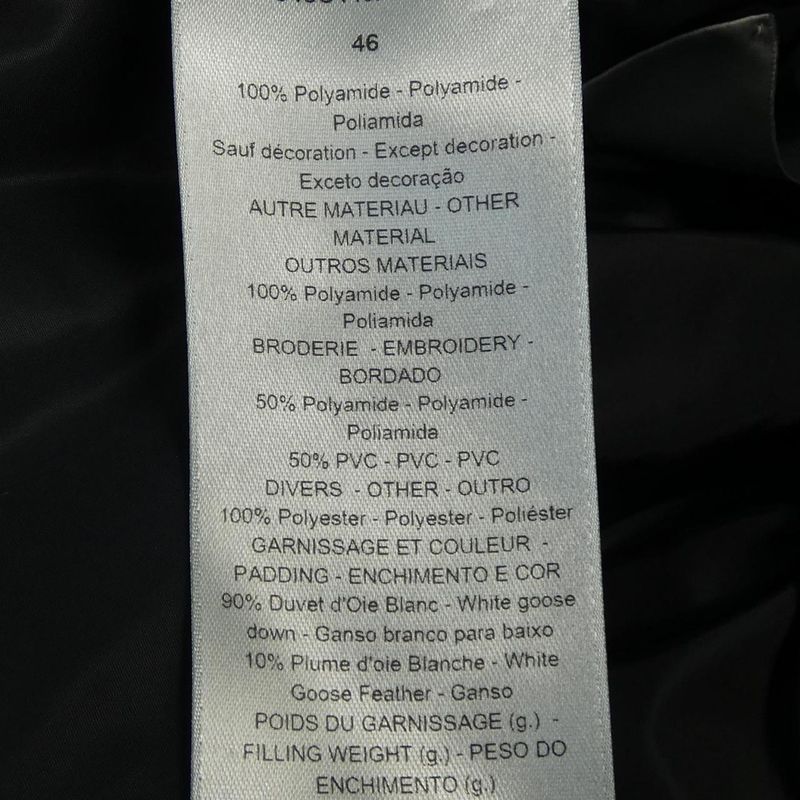 46
100% Polyamide - Polyamide -
Poliamida
Sauf décoration - Except decoration -
Exceto decoração
AUTRE MATERIAU - OTHER
MATERIAL
OUTROS MATERIAIS
100% Polyamide - Polyamide -
Poliamida
BRODERIE - EMBROIDERY -
BORDADO
50% Polyamide - Polyamide -
Poliamida
50% PVC - PVC - PVC
DIVERS - OTHER - OUTRO
100% Polyester - Polyester - Poliéster
GARNISSAGE ET COULEUR -
PADDING - ENCHIMENTO E COR
90% Duvet d'Oie Blanc - White goose
down - Ganso branco para baixo
10% Plume d'oie Blanche - White
Goose Feather - Ganso
POIDS DU GARNISSAGE (g.) -
FILLING WEIGHT (g.) - PESO DO
ENCHIMENTO (g.)